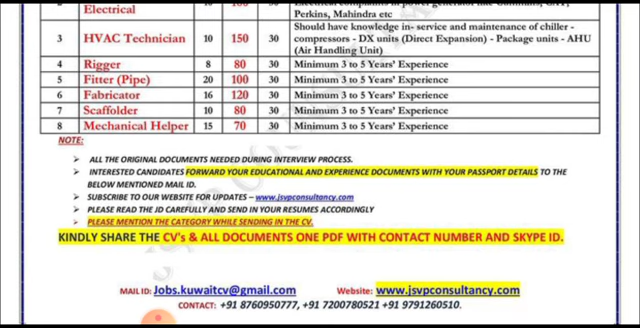 Electrical
Perkins, Mahindra etc
3 HVAC Technician 10 150 30 Should have knowledge in- service and maintenance of chiller -
compressors - DX units (Direct Expansion) - Package units - AHU
(Air Handling Unit)
4 Rigger 8 80 30 Minimum 3 to 5 Years' Experience
5 Fitter (Pipe) 20 100 30 Minimum 3 to 5 Years' Experience
6 Fabricator 16 120 30 Minimum 3 to 5 Years' Experience
7 Scaffolder 10 80 30 Minimum 3 to 5 Years' Experience
8 Mechanical Helper 15 70 30 Minimum 3 to 5 Years' Experience
NOTE:
ALL THE ORIGINAL DOCUMENTS NEEDED DURING INTERVIEW PROCESS.
INTERESTED CANDIDATES FORWARD YOUR EDUCATIONAL AND EXPERIENCE DOCUMENTS WITH YOUR PASSPORT DETAILS TO THE
BELOW MENTIONED MAIL ID.
SUBSCRIBE TO OUR WEBSITE FOR UPDATES – www.jsvpconsultancy.com
PLEASE READ THE JD CAREFULLY AND SEND IN YOUR RESUMES ACCORDINGLY
PLEASE MENTION THE CATEGORY WHILE SENDING IN THE CV.
KINDLY SHARE THE CV's & ALL DOCUMENTS ONE PDF WITH CONTACT NUMBER AND SKYPE ID.
MAIL ID: Jobs.kuwaitcv@gmail.com Website: www.jsvpconsultancy.com
CONTACT: +91 8760950777, +91 7200780521 +91 9791260510.